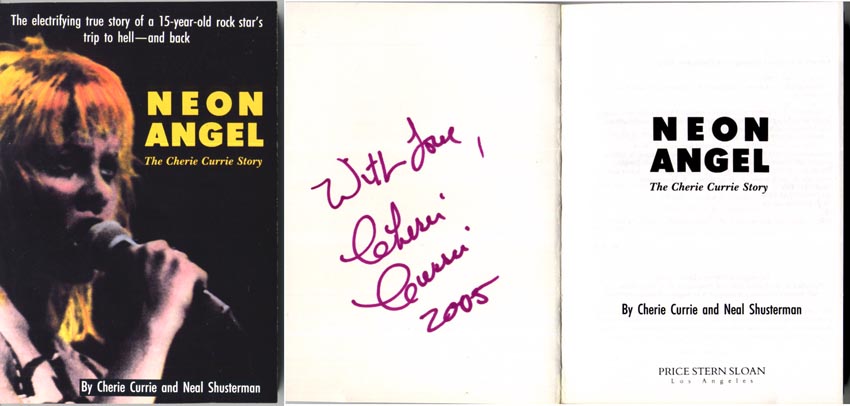 The electrifying true story of a 15-year-old rock star's
trip to hell—and back
NEON
ANGEL
The Cherie Currie Story
By Cherie Currie and Neal Shusterman
With Love,
Cherie
Currie
2005
NEON
ANGEL
The Cherie Currie Story
By Cherie Currie and Neal Shusterman
PRICE STERN SLOAN
Los Angeles